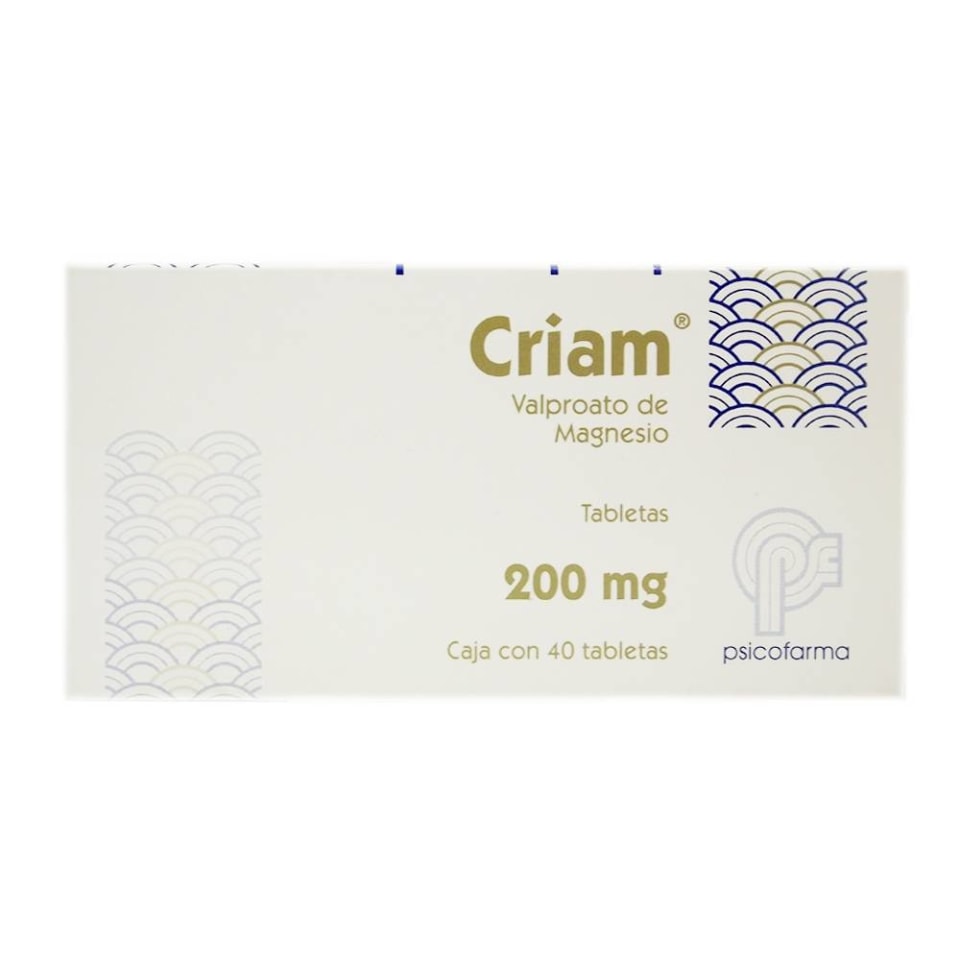 Criam®
Valproato de
Magnesio
Tabletas
200 mg
Caja con 40 tabletas
psicofarma